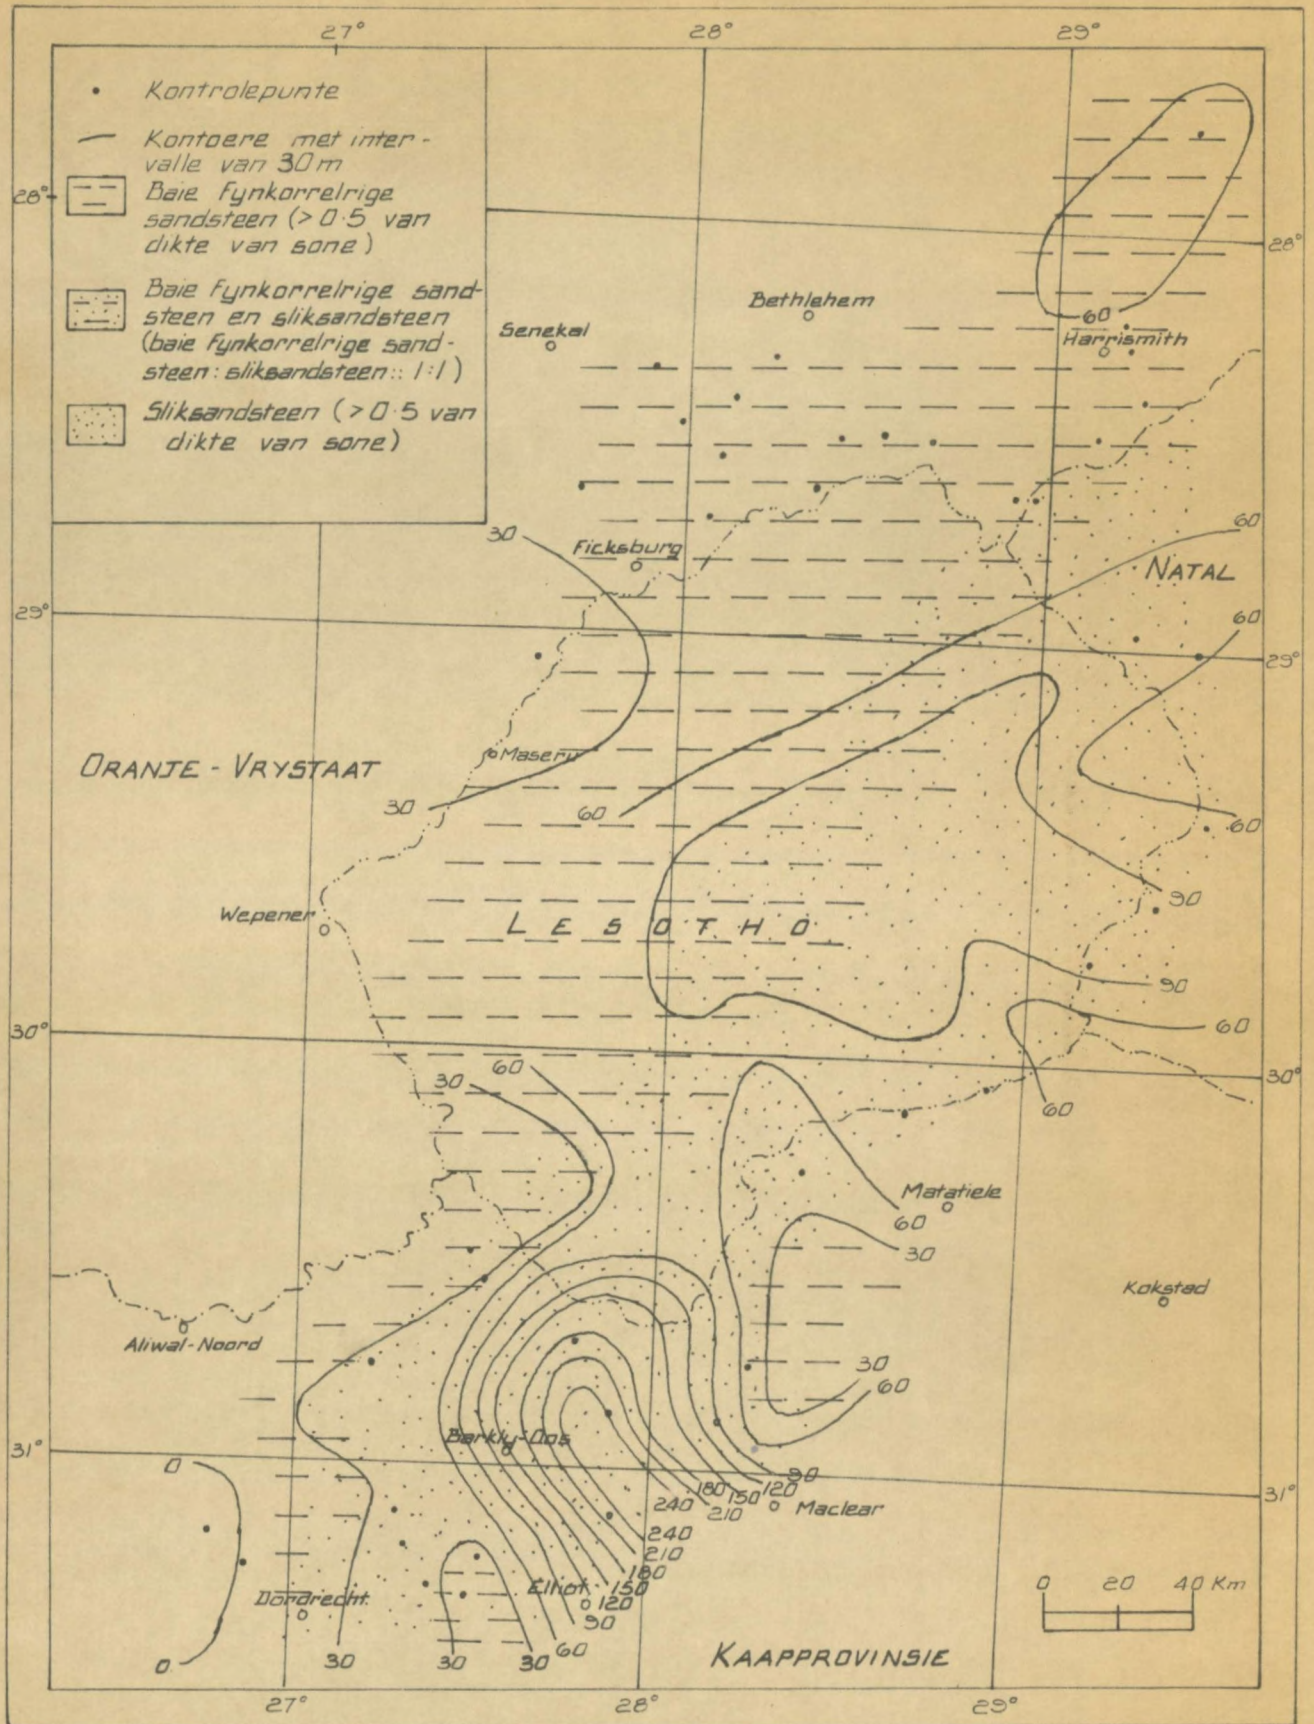 27°
28°
29°
Kontrolepunte
Kontoere met inter-
valle van 30m
Baie fynkorrelrige
sandsteen (> 0·5 van
dikte van sone)
Baie fynkorrelrige sand-
steen en sliksandsteen
(baie fynkorrelrige sand-
steen: sliksandsteen:: 1:1)
Sliksandsteen (> 0·5 van
dikte van sone)
28°
28°
60
Bethlehem
Senekal
Harrismith
30
60
Ficksburg
NATAL
29°
60
29°
Maseru
ORANJE - VRYSTAAT
30
60
60
90
Wepener
LESOTHO
90
60
30°
30°
60
30
60
Matatiele
60
30
Kokstad
Aliwal-Noord
30
60
Barkly-Oos
31°
0
90
180
120
240
150
210
Maclear
31°
240
210
180
Elliot
150
120
90
Dordrecht
0
30
30
30
60
0 20 40 Km
KAAPPROVINSIE
27°
28°
29°